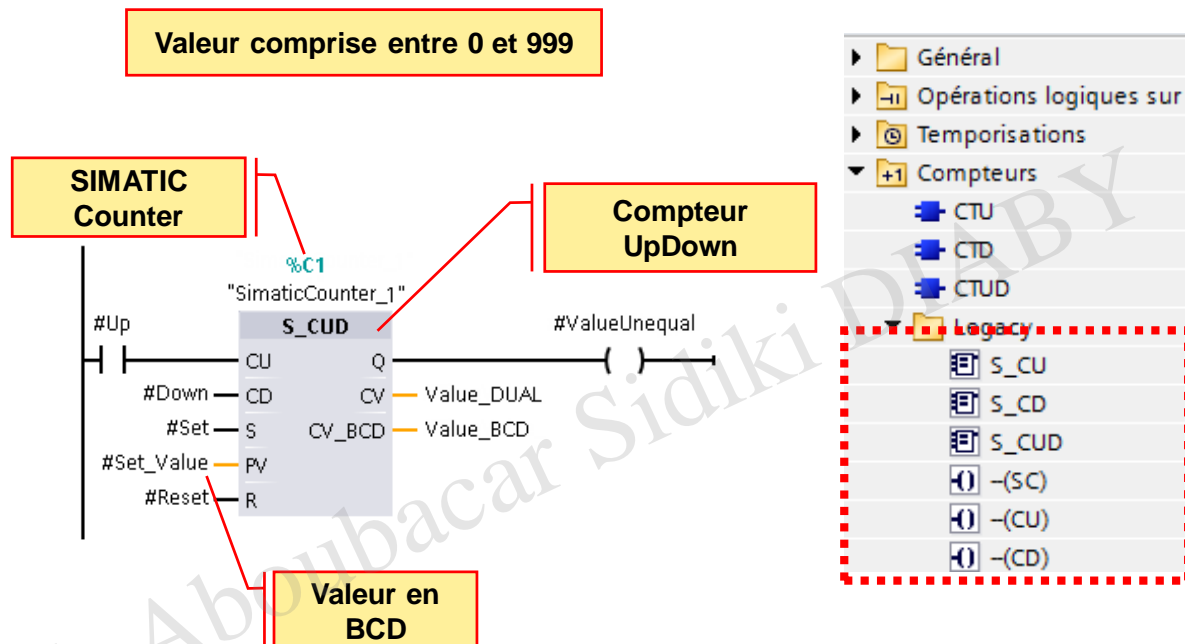 Valeur comprise entre 0 et 999
SIMATIC
Counter
Compteur
UpDown
%C1
"SimaticCounter_1"
S_CUD
#Up
#ValueUnequal
CU
Q
#Down
CD
CV
Value_DUAL
#Set
S
CV_BCD
Value_BCD
#Set_Value
PV
#Reset
R
Valeur en
BCD
Général
Opérations logiques sur
Temporisations
+1 Compteurs
CTU
CTD
CTUD
Legacy
S_CU
S_CD
S_CUD
–(SC)
–(CU)
–(CD)
Aboubacar Sidiki DIABY